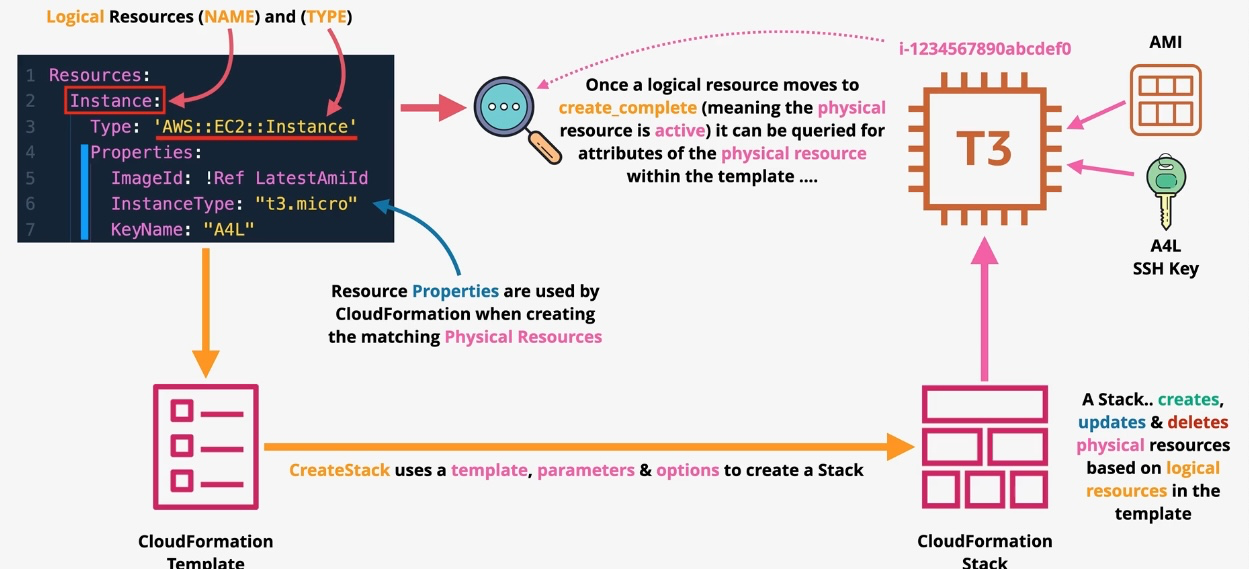 Logical Resources (NAME) and (TYPE)
1 Resources:
2 Instance:
3 Type: 'AWS::EC2::Instance'
4 Properties:
5 ImageId: !Ref LatestAmiId
6 InstanceType: "t3.micro"
7 KeyName: "A4L"
Once a logical resource moves to
create_complete (meaning the physical
resource is active) it can be queried for
attributes of the physical resource
within the template ....
i-1234567890abcdef0
T3
AMI
A4L
SSH Key
Resource Properties are used by
CloudFormation when creating
the matching Physical Resources
CreateStack uses a template, parameters & options to create a Stack
A Stack.. creates,
updates & deletes
physical resources
based on logical
resources in the
template
CloudFormation
Template
CloudFormation
Stack